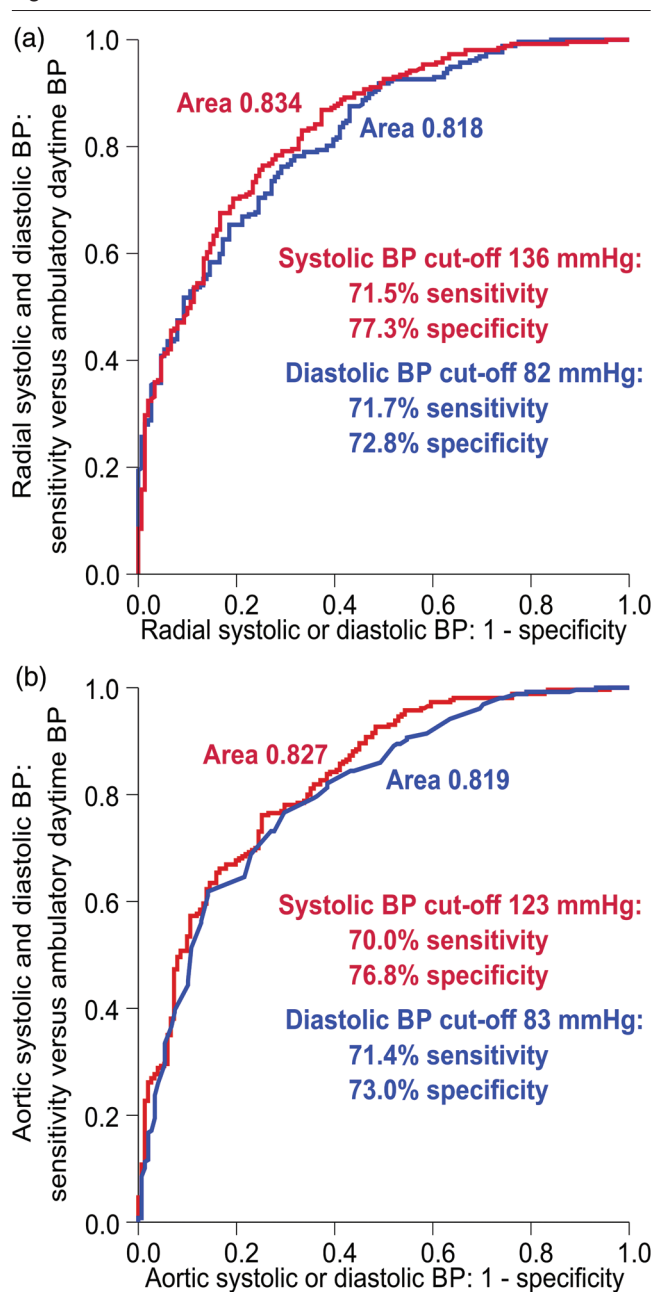 (a)
Radial systolic and diastolic BP:
sensitivity versus ambulatory daytime BP
1.0
0.8
0.6
0.4
0.2
0.0
Area 0.834
Area 0.818
Systolic BP cut-off 136 mmHg:
71.5% sensitivity
77.3% specificity
Diastolic BP cut-off 82 mmHg:
71.7% sensitivity
72.8% specificity
0.0 0.2 0.4 0.6 0.8 1.0
Radial systolic or diastolic BP: 1 - specificity
(b)
Aortic systolic and diastolic BP:
sensitivity versus ambulatory daytime BP
1.0
0.8
0.6
0.4
0.2
0.0
Area 0.827
Area 0.819
Systolic BP cut-off 123 mmHg:
70.0% sensitivity
76.8% specificity
Diastolic BP cut-off 83 mmHg:
71.4% sensitivity
73.0% specificity
0.0 0.2 0.4 0.6 0.8 1.0
Aortic systolic or diastolic BP: 1 - specificity